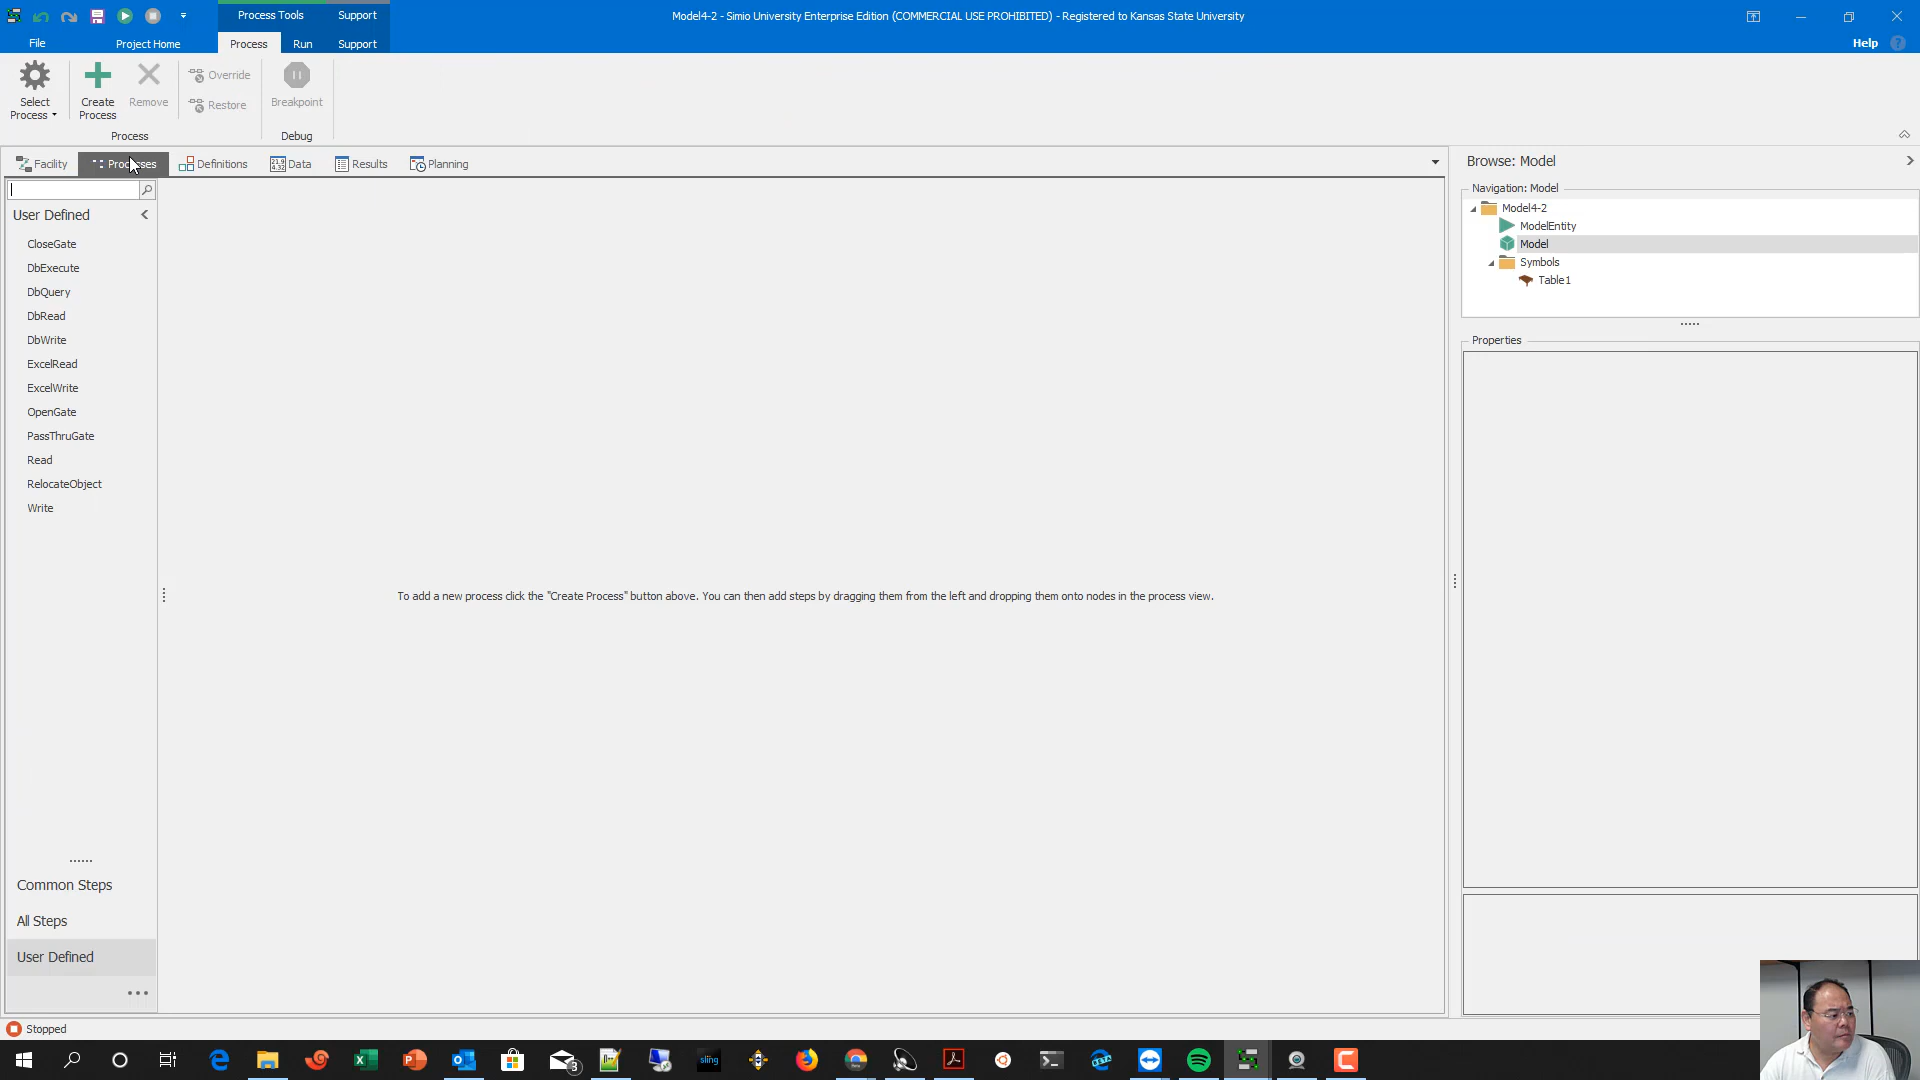 Process Tools
Support
Model4-2 - Simio University Enterprise Edition (COMMERCIAL USE PROHIBITED) - Registered to Kansas State University
File
Project Home
Process
Run
Support
Help
Select Process
Create Process
Remove
Override
Restore
Breakpoint
Process
Debug
Facility
Processes
Definitions
Data
Results
Planning
Browse: Model
Navigation: Model
Model4-2
ModelEntity
Model
Symbols
Table1
Properties
User Defined
CloseGate
DbExecute
DbQuery
DbRead
DbWrite
ExcelRead
ExcelWrite
OpenGate
PassThruGate
Read
RelocateObject
Write
To add a new process click the "Create Process" button above. You can then add steps by dragging them from the left and dropping them onto nodes in the process view.
Common Steps
All Steps
User Defined
Stopped
sling
BETA
3